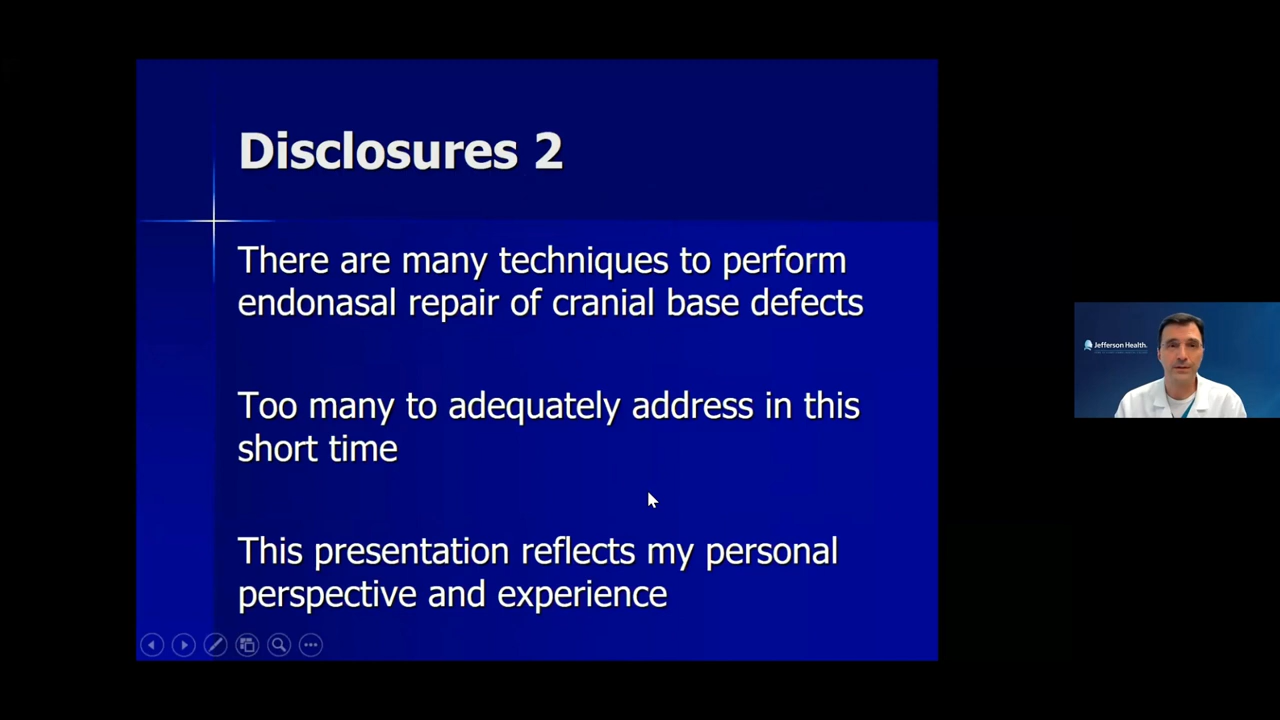 Disclosures 2
There are many techniques to perform
endonasal repair of cranial base defects
Too many to adequately address in this
short time
This presentation reflects my personal
perspective and experience
Jefferson Health.